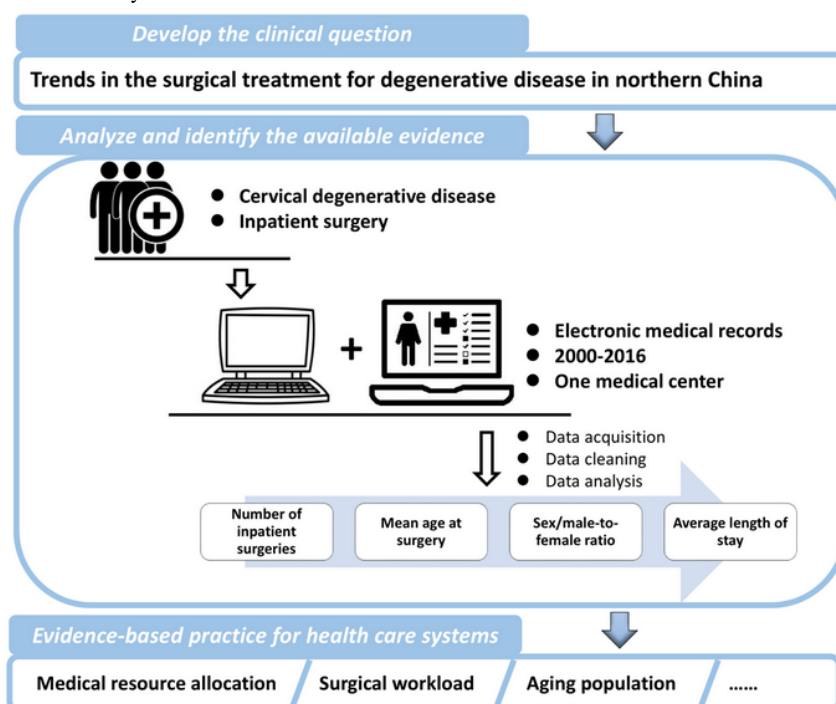 Develop the clinical question
Trends in the surgical treatment for degenerative disease in northern China
Analyze and identify the available evidence
● Cervical degenerative disease
● Inpatient surgery
+
● Electronic medical records
● 2000-2016
● One medical center
● Data acquisition
● Data cleaning
● Data analysis
Number of
inpatient
surgeries
Mean age at
surgery
Sex/male-to-
female ratio
Average length of
stay
Evidence-based practice for health care systems
Medical resource allocation
Surgical workload
Aging population
......